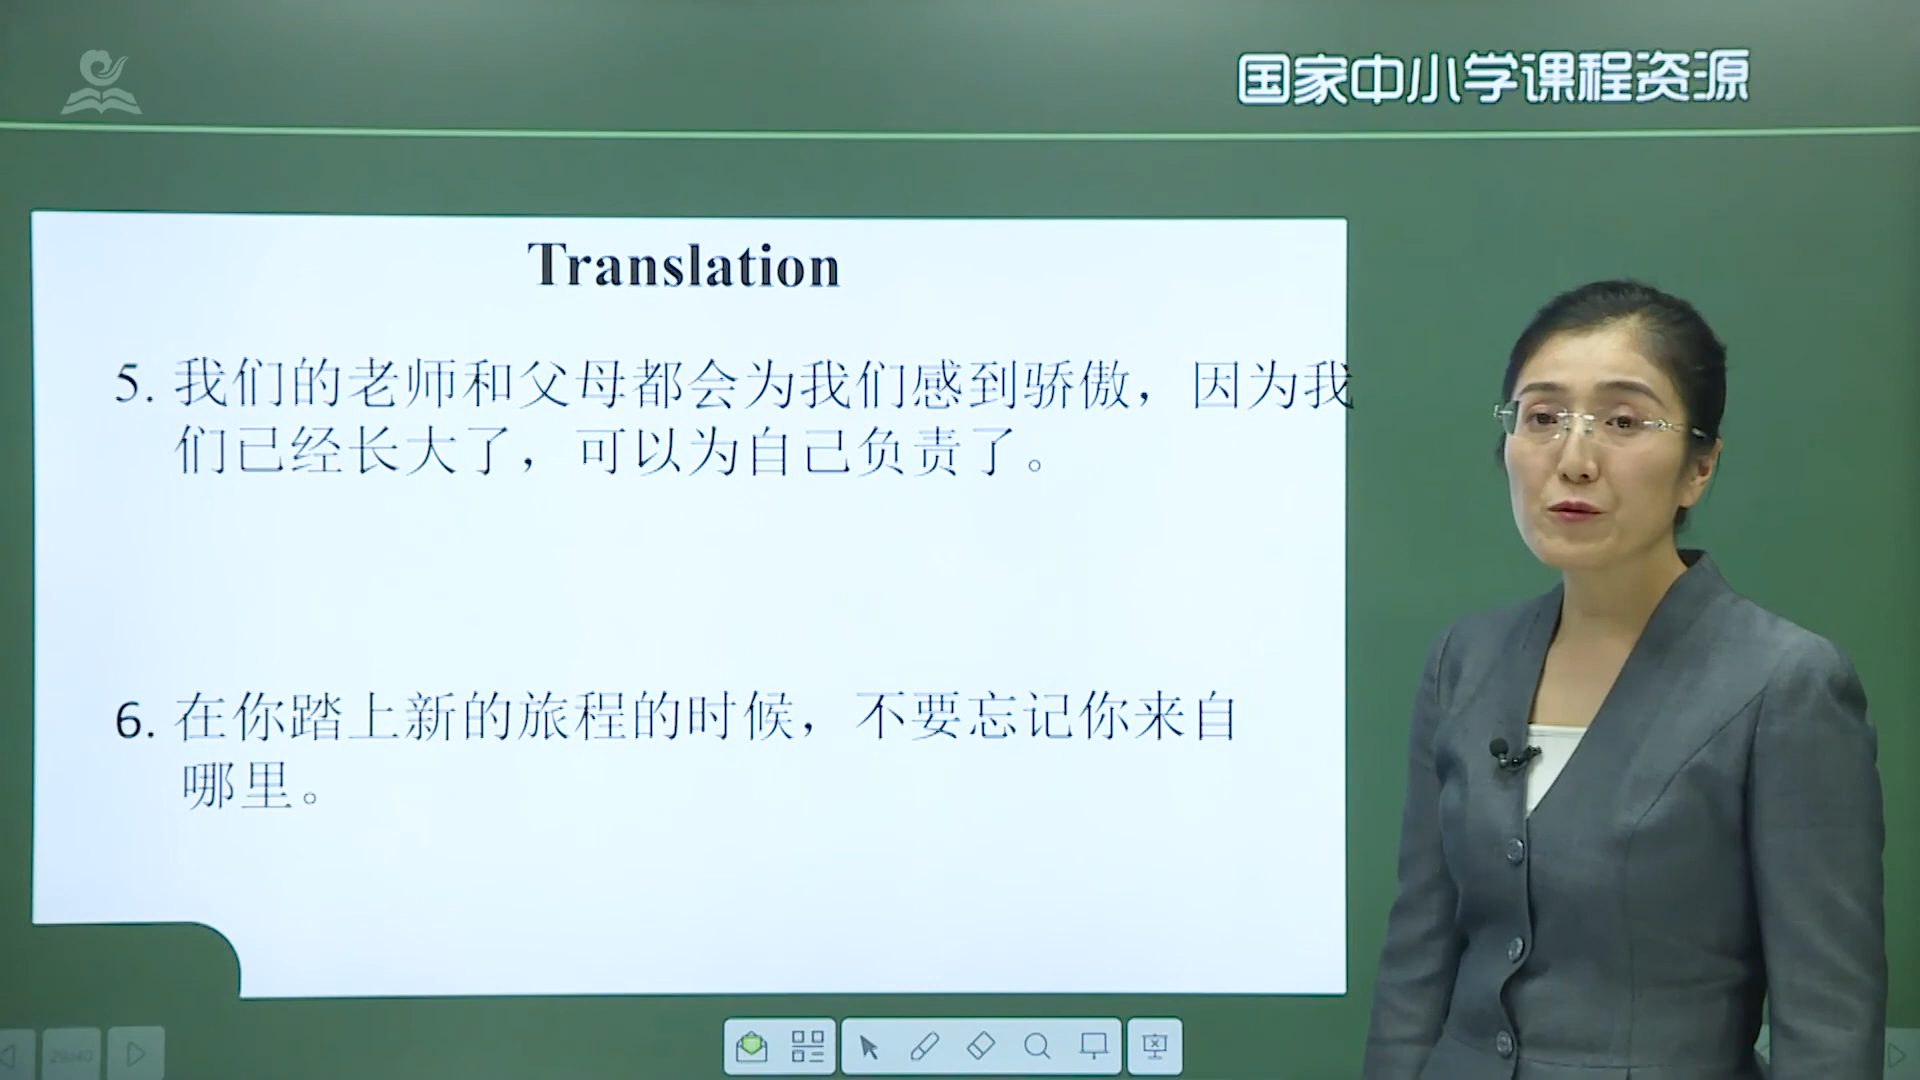 国家中小学课程资源
Translation
5. 我们的老师和父母都会为我们感到骄傲，因为我
们已经长大了，可以为自己负责了。
6. 在你踏上新的旅程的时候，不要忘记你来自
哪里。
29/40